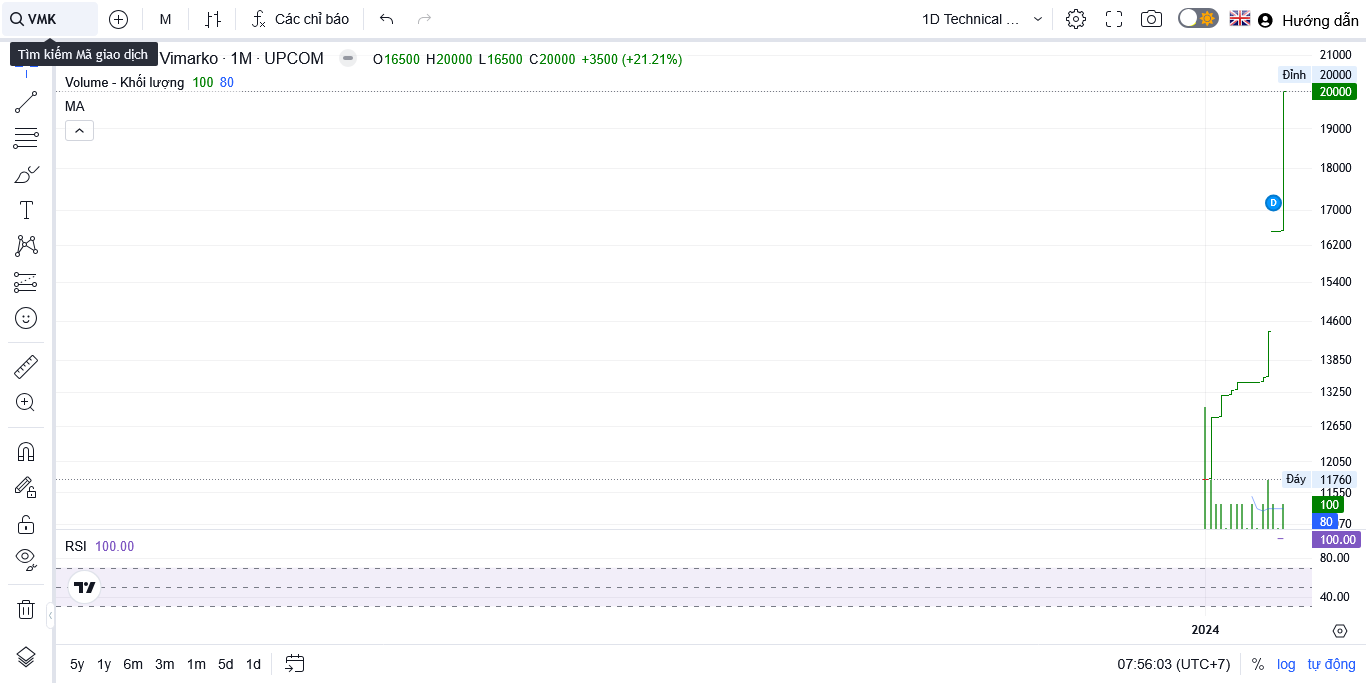 VMK
M
Các chỉ báo
1D Technical ...
Hướng dẫn
Tìm kiếm Mã giao dịch
Vimarko · 1M · UPCOM
O16500 H20000 L16500 C20000 +3500 (+21.21%)
Volume - Khối lượng 100 80
MA
21000
Đỉnh 20000
20000
19000
18000
D
17000
16200
15400
14600
13850
13250
12650
12050
Đáy 11760
11550
100
80
70
RSI 100.00
100.00
80.00
40.00
2024
5y 1y 6m 3m 1m 5d 1d
07:56:03 (UTC+7)
% log tự động